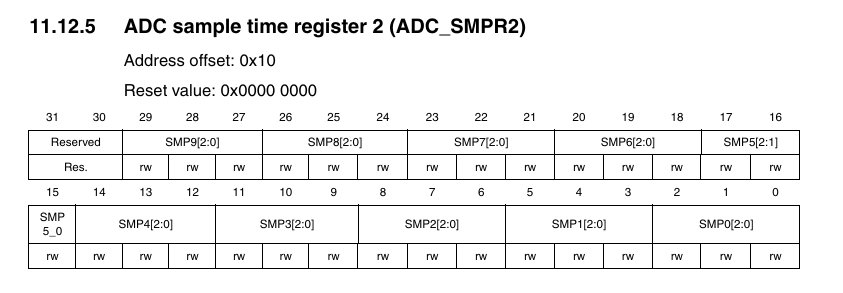 11.12.5 ADC sample time register 2 (ADC_SMPR2)
Address offset: 0x10
Reset value: 0x0000 0000
31 30 29 28 27 26 25 24 23 22 21 20 19 18 17 16
Reserved SMP9[2:0] SMP8[2:0] SMP7[2:0] SMP6[2:0] SMP5[2:1]
Res. rw rw rw rw rw rw rw rw rw rw rw rw rw rw
15 14 13 12 11 10 9 8 7 6 5 4 3 2 1 0
SMP
5_0 SMP4[2:0] SMP3[2:0] SMP2[2:0] SMP1[2:0] SMP0[2:0]
rw rw rw rw rw rw rw rw rw rw rw rw rw rw rw rw